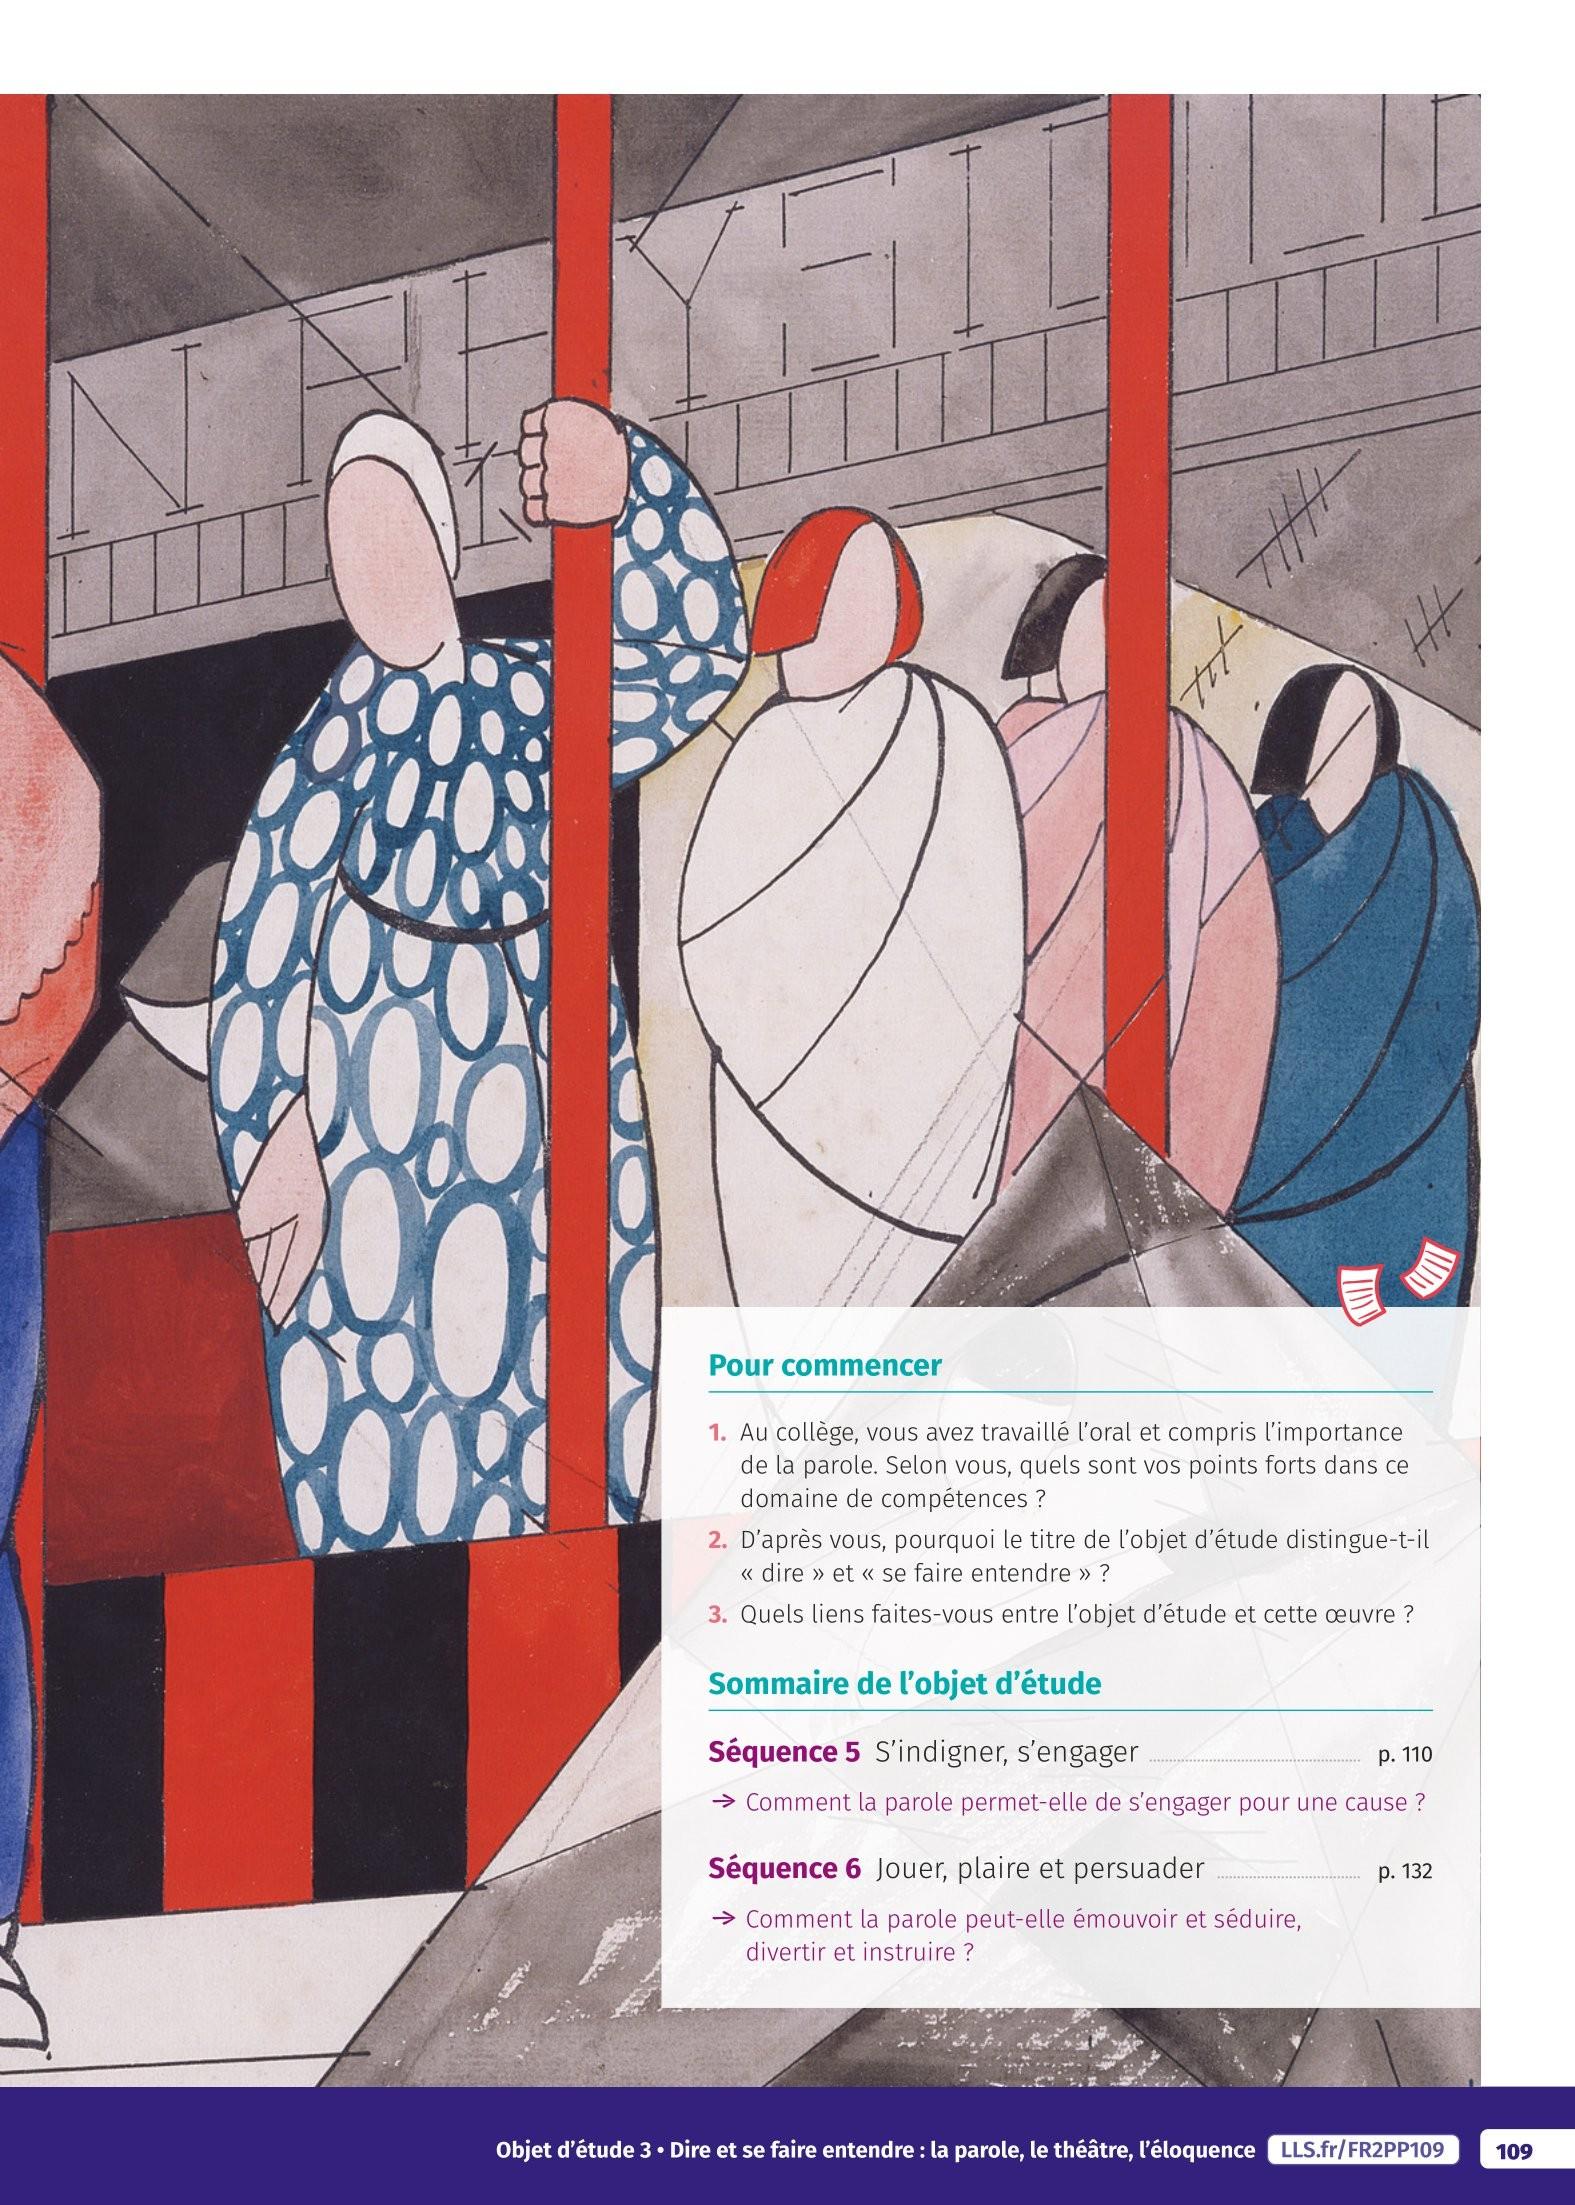 Pour commencer
1. Au collège, vous avez travaillé l’oral et compris l’importance
de la parole. Selon vous, quels sont vos points forts dans ce
domaine de compétences ?
2. D’après vous, pourquoi le titre de l’objet d’étude distingue-t-il
« dire » et « se faire entendre » ?
3. Quels liens faites-vous entre l’objet d’étude et cette œuvre ?
Sommaire de l’objet d’étude
Séquence 5 S’indigner, s’engager p. 110
→ Comment la parole permet-elle de s’engager pour une cause ?
Séquence 6 Jouer, plaire et persuader p. 132
→ Comment la parole peut-elle émouvoir et séduire,
divertir et instruire ?
Objet d’étude 3 • Dire et se faire entendre : la parole, le théâtre, l’éloquence LLS.fr/FR2PP109 109